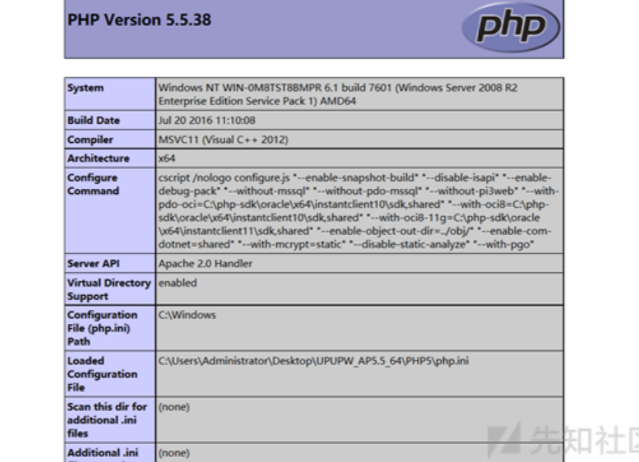 PHP Version 5.5.38
php
System
Windows NT WIN-0M8TST8BMPR 6.1 build 7601 (Windows Server 2008 R2
Enterprise Edition Service Pack 1) AMD64
Build Date
Jul 20 2016 11:10:08
Compiler
MSVC11 (Visual C++ 2012)
Architecture
x64
Configure
Command
cscript /nologo configure.js "--enable-snapshot-build" "--disable-isapi" "--enable-
debug-pack" "--without-mssql" "--without-pdo-mssql" "--without-pi3web" "--with-
pdo-oci=C:\php-sdk\oracle\x64\instantclient10\sdk,shared" "--with-oci8=C:\php-
sdk\oracle\x64\instantclient10\sdk,shared" "--with-oci8-11g=C:\php-sdk\oracle
\x64\instantclient11\sdk,shared" "--enable-object-out-dir=../obj/" "--enable-com-
dotnet=shared" "--with-mcrypt=static" "--disable-static-analyze" "--with-pgo"
Server API
Apache 2.0 Handler
Virtual Directory
Support
enabled
Configuration
File (php.ini)
Path
C:\Windows
Loaded
Configuration
File
C:\Users\Administrator\Desktop\UPUPW_AP5.5_64\PHP5\php.ini
Scan this dir for
additional .ini
files
(none)
Additional .ini
(none)
先知社区